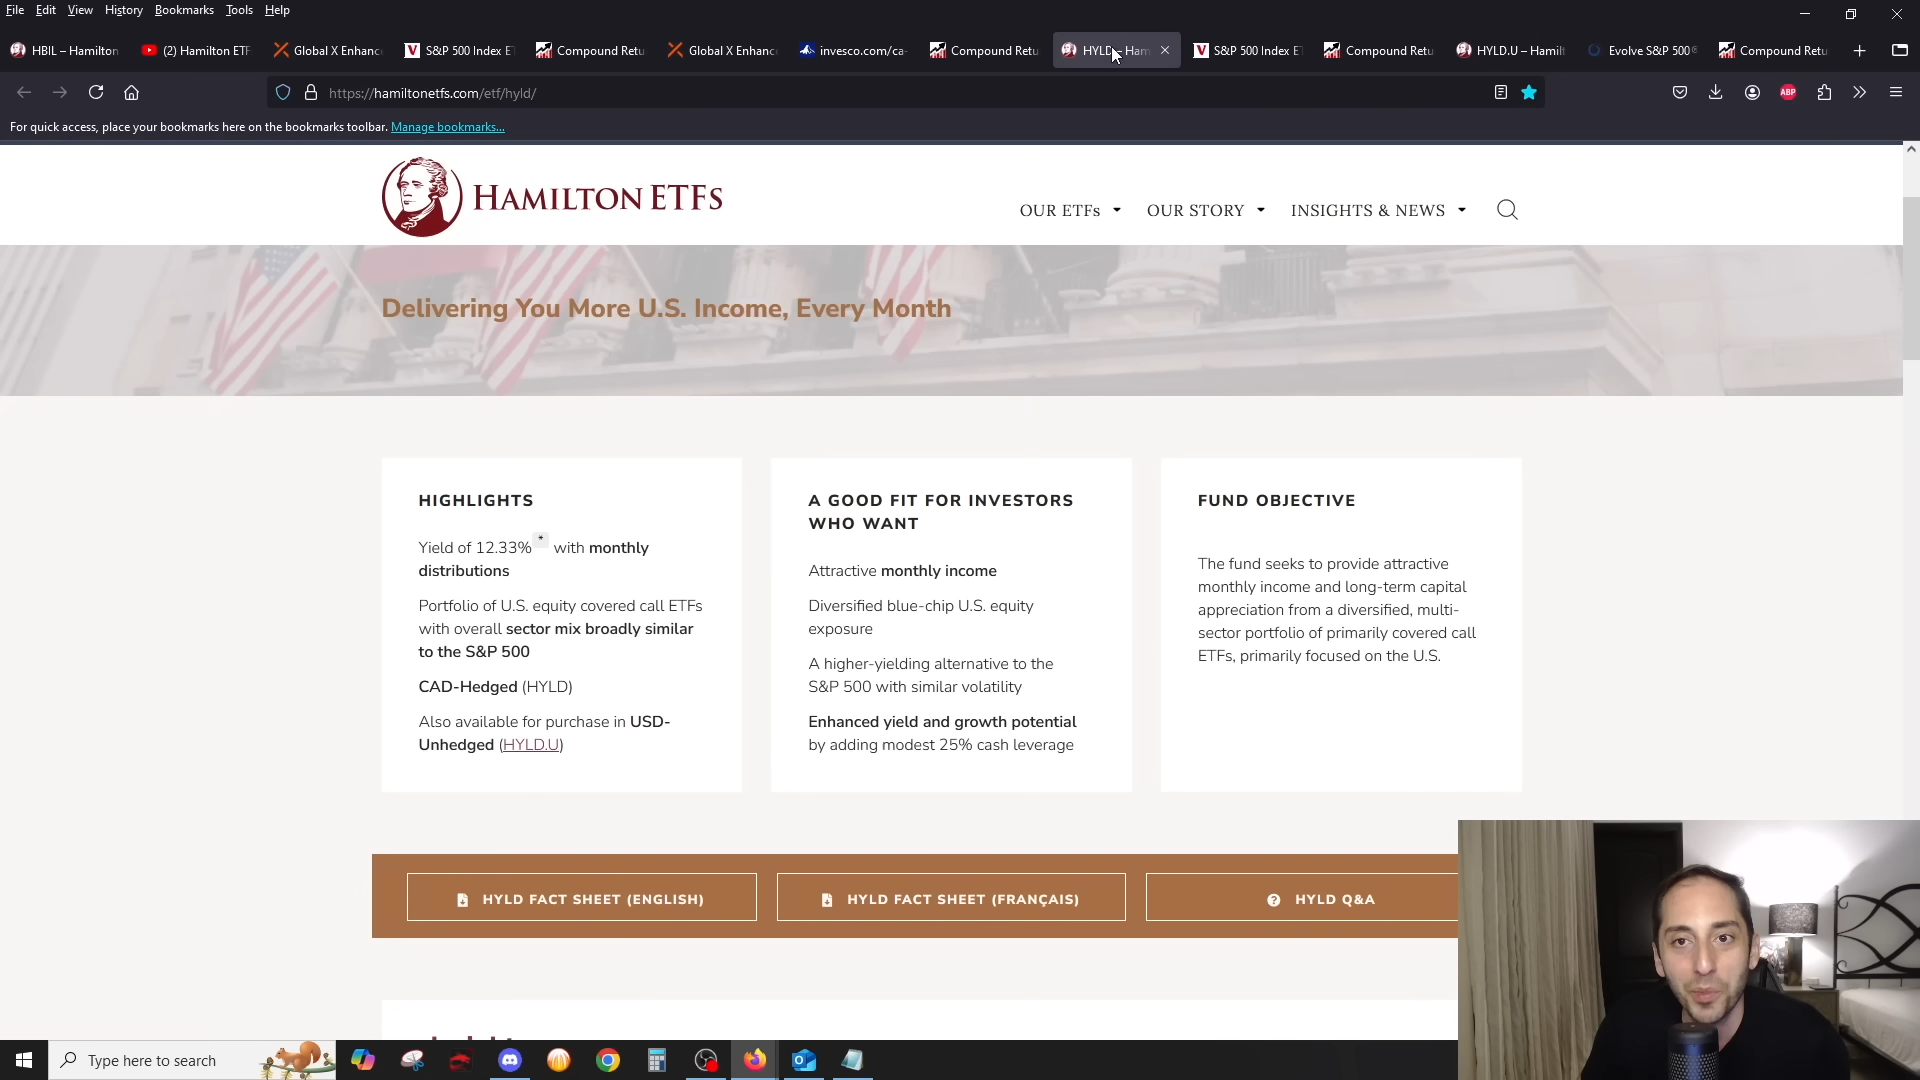 File Edit View History Bookmarks Tools Help
HBIL – Hamilton
(2) Hamilton ETF
Global X Enhanc
S&P 500 Index ET
Compound Retu
Global X Enhanc
invesco.com/ca-
Compound Retu
HYLD – Ham
S&P 500 Index ET
Compound Retu
HYLD.U – Hamilt
Evolve S&P 500®
Compound Retu
https://hamiltonetfs.com/etf/hyld/
ABP
For quick access, place your bookmarks here on the bookmarks toolbar. Manage bookmarks...
HAMILTON ETFs
OUR ETFs
OUR STORY
INSIGHTS & NEWS
Delivering You More U.S. Income, Every Month
HIGHLIGHTS
Yield of 12.33%* with monthly
distributions
Portfolio of U.S. equity covered call ETFs
with overall sector mix broadly similar
to the S&P 500
CAD-Hedged (HYLD)
Also available for purchase in USD-
Unhedged (HYLD.U)
A GOOD FIT FOR INVESTORS
WHO WANT
Attractive monthly income
Diversified blue-chip U.S. equity
exposure
A higher-yielding alternative to the
S&P 500 with similar volatility
Enhanced yield and growth potential
by adding modest 25% cash leverage
FUND OBJECTIVE
The fund seeks to provide attractive
monthly income and long-term capital
appreciation from a diversified, multi-
sector portfolio of primarily covered call
ETFs, primarily focused on the U.S.
HYLD FACT SHEET (ENGLISH)
HYLD FACT SHEET (FRANÇAIS)
HYLD Q&A
Type here to search